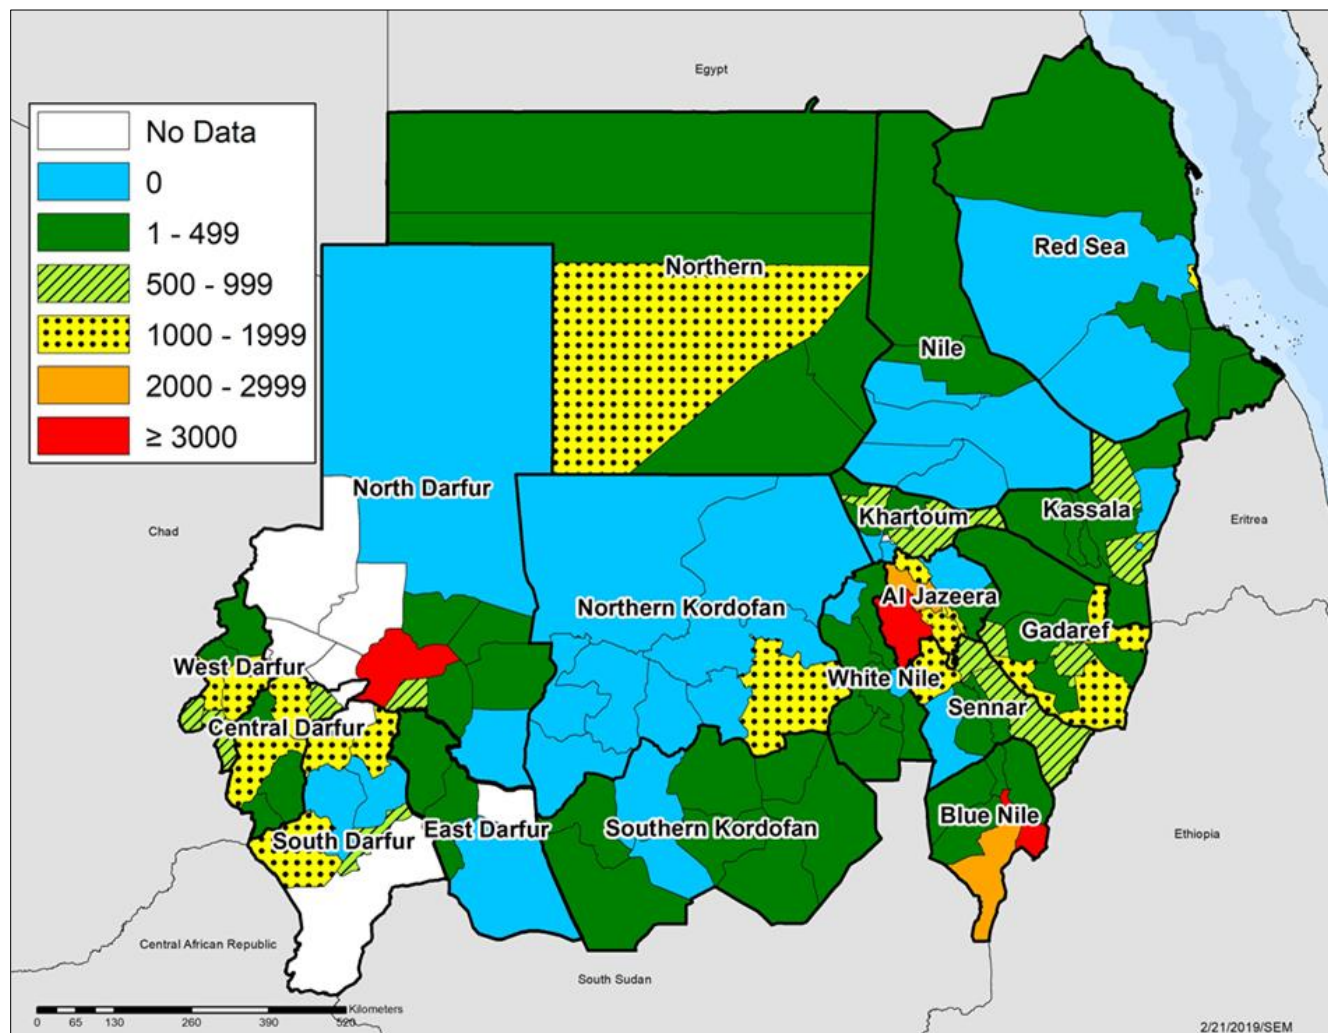 Egypt
No Data
0
1 - 499
500 - 999
1000 - 1999
2000 - 2999
≥ 3000
Red Sea
Northern
Nile
North Darfur
Khartoum
Kassala
Chad
Eritrea
Al Jazeera
Northern Kordofan
Gadaref
West Darfur
White Nile
Sennar
Central Darfur
Blue Nile
East Darfur
Southern Kordofan
South Darfur
Ethiopia
Central African Republic
South Sudan
Kilometers
0 65 130 260 390 520
2/21/2019/SEM